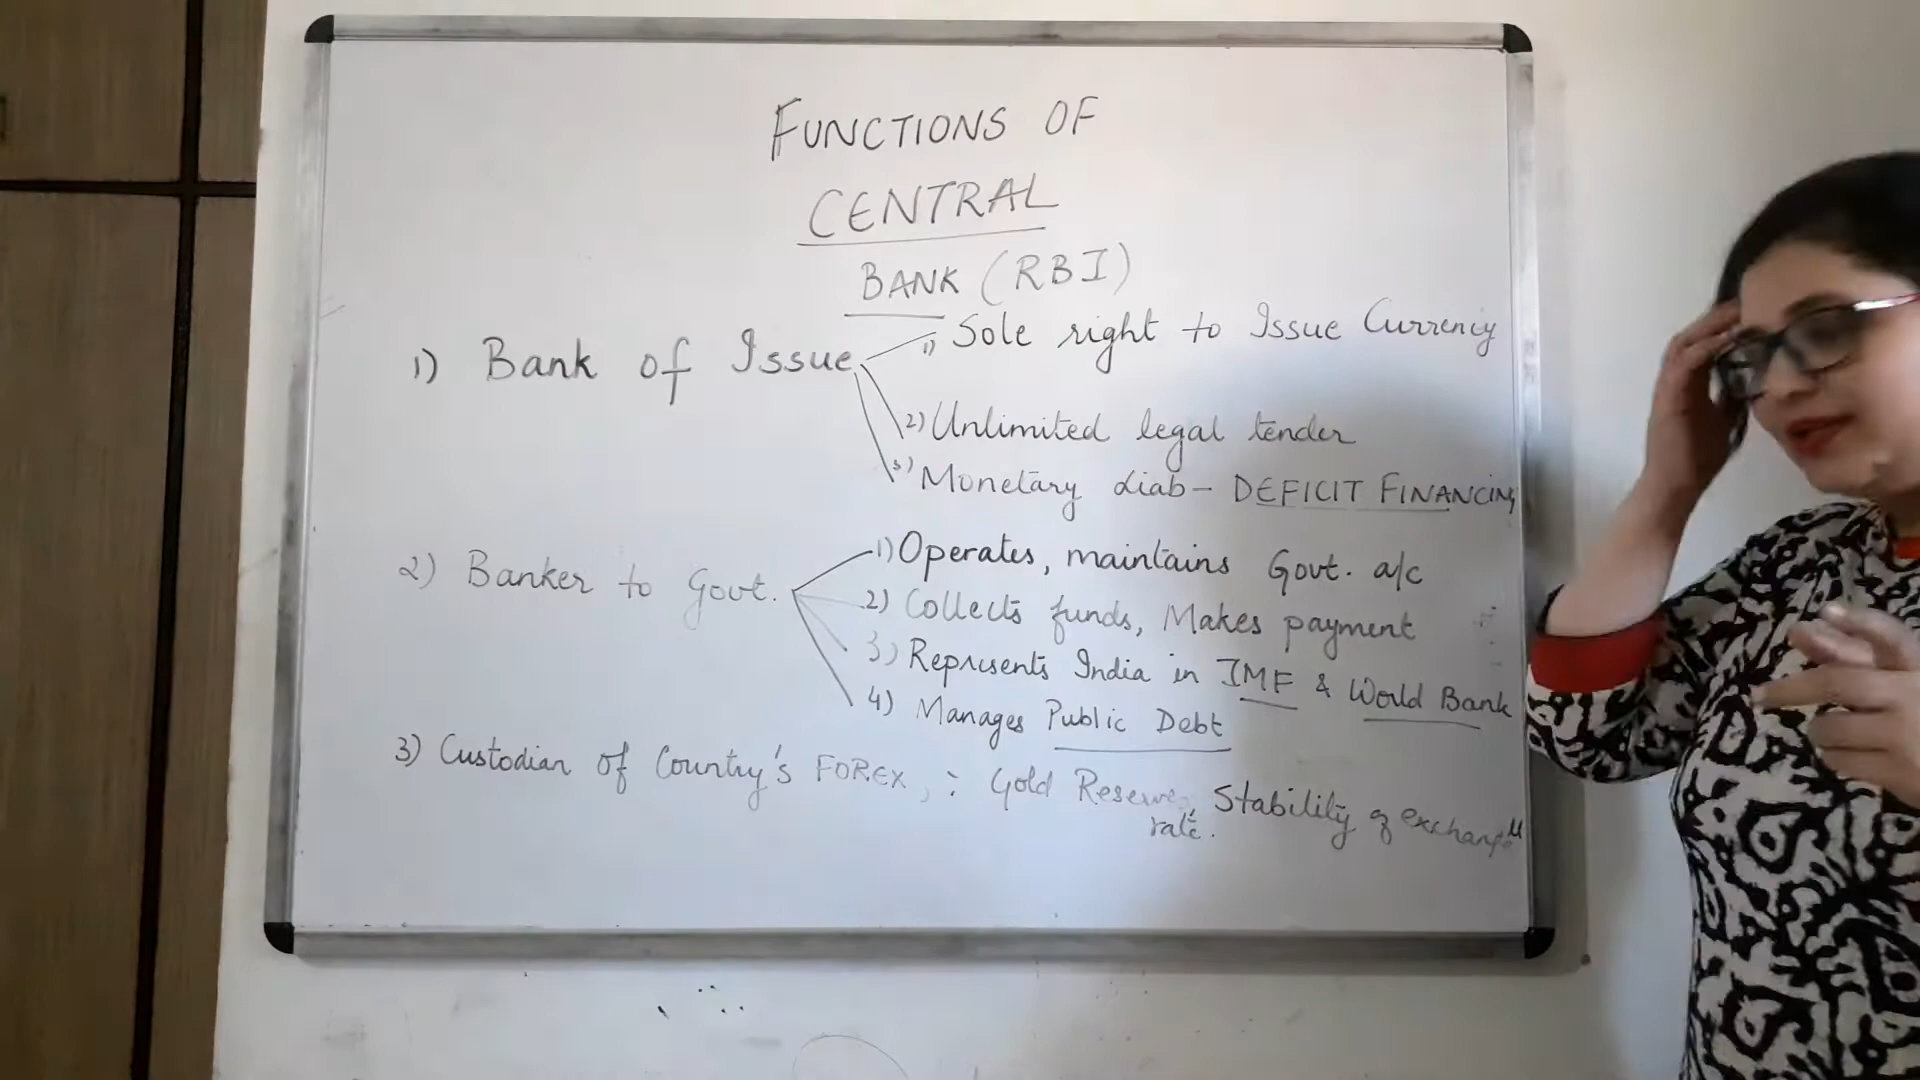 FUNCTIONS OF
CENTRAL
BANK (RBI)
1) Bank of Issue
1) Sole right to Issue Currency
2) Unlimited legal tender
3) Monetary Liab - DEFICIT FINANCING
2) Banker to Govt.
1) Operates, maintains Govt. a/c
2) Collects funds, Makes payment
3) Represents India in IMF & World Bank
4) Manages Public Debt
3) Custodian of Country's FOREX, : Gold Reserves, Stability of exchange
rate.